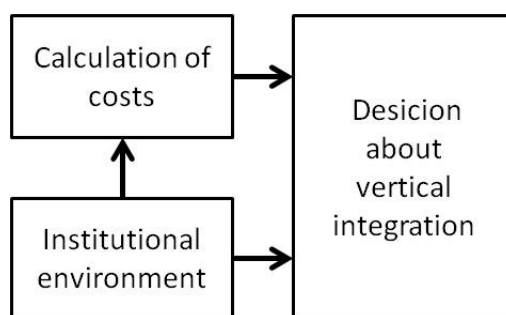 Calculation of
costs
Institutional
environment
Desicion
about
vertical
integration